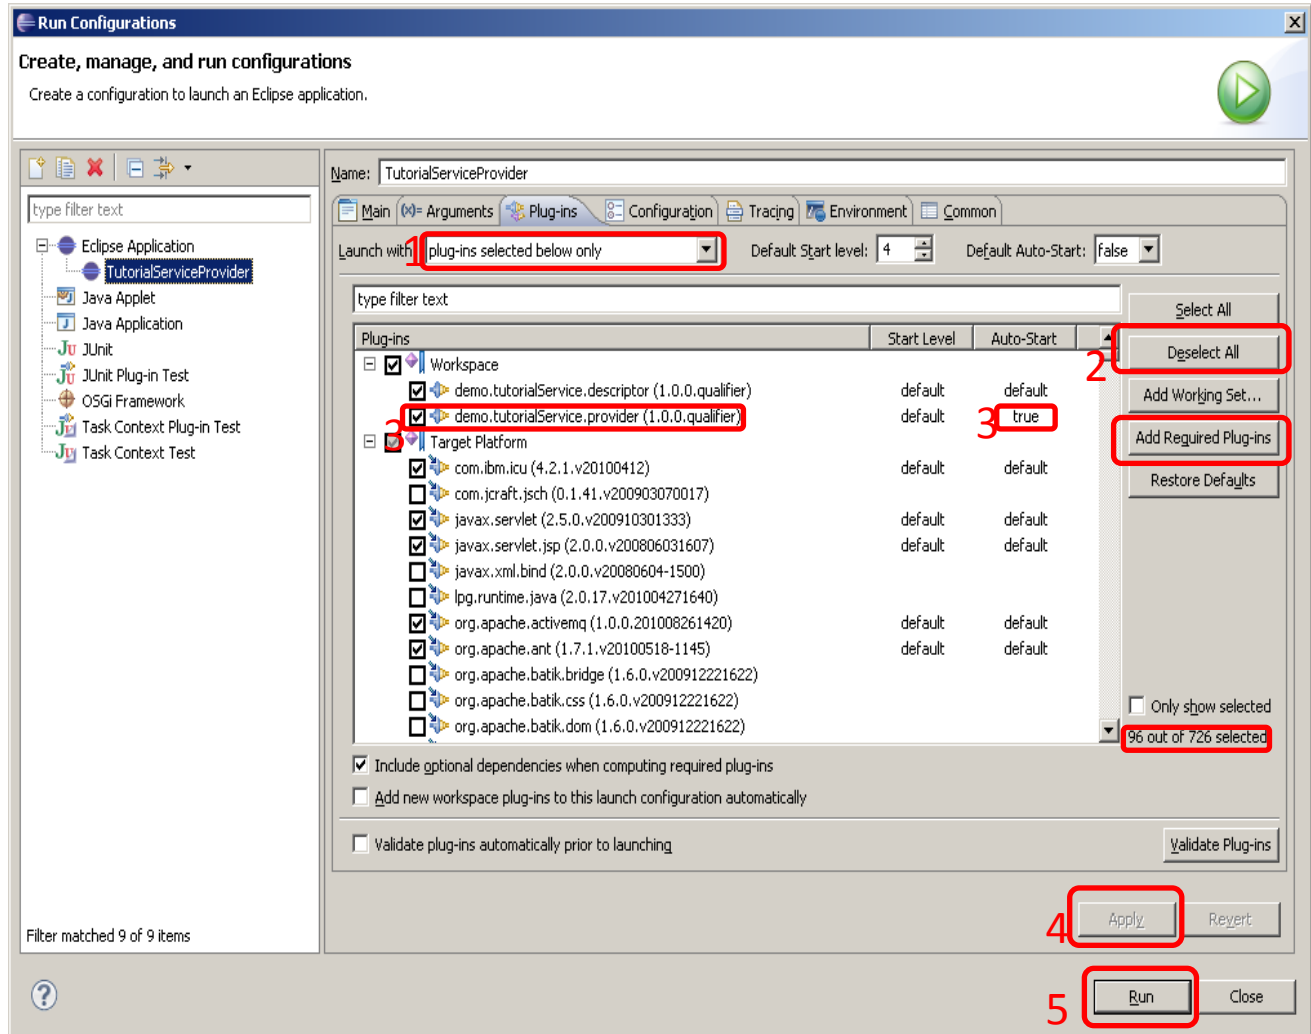 Run Configurations
Create, manage, and run configurations
Create a configuration to launch an Eclipse application.
type filter text
Eclipse Application
TutorialServiceProvider
Java Applet
Java Application
JUnit
JUnit Plug-in Test
OSGi Framework
Task Context Plug-in Test
Task Context Test
Filter matched 9 of 9 items
Name: TutorialServiceProvider
Main (x)= Arguments Plug-ins Configuration Tracing Environment Common
Launch with 1 plug-ins selected below only Default Start level: 4 Default Auto-Start: false
type filter text
Select All
Plug-ins Start Level Auto-Start
2 Deselect All
Workspace
demo.tutorialService.descriptor (1.0.0.qualifier) default default
Add Working Set...
3 demo.tutorialService.provider (1.0.0.qualifier) default 3 true
Add Required Plug-ins
Target Platform
com.ibm.icu (4.2.1.v20100412) default default
Restore Defaults
com.jcraft.jsch (0.1.41.v200903070017)
javax.servlet (2.5.0.v200910301333) default default
javax.servlet.jsp (2.0.0.v200806031607) default default
javax.xml.bind (2.0.0.v20080604-1500)
lpg.runtime.java (2.0.17.v201004271640)
org.apache.activemq (1.0.0.201008261420) default default
org.apache.ant (1.7.1.v20100518-1145) default default
org.apache.batik.bridge (1.6.0.v200912221622)
org.apache.batik.css (1.6.0.v200912221622)
Only show selected
org.apache.batik.dom (1.6.0.v200912221622)
96 out of 726 selected
Include optional dependencies when computing required plug-ins
Add new workspace plug-ins to this launch configuration automatically
Validate plug-ins automatically prior to launching
Validate Plug-ins
4 Apply Revert
5 Run Close